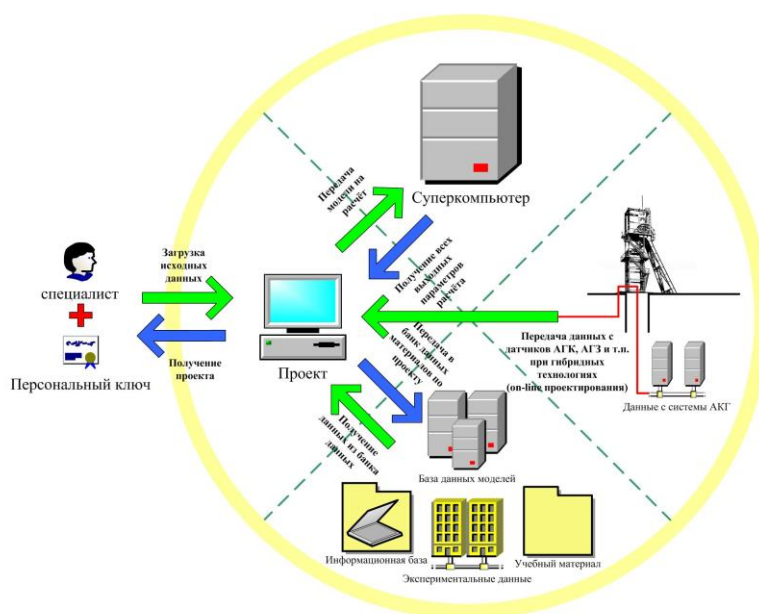 Суперкомпьютер
Передача
модели на
расчёт
Получение всех
выходных
параметров
расчёта
Загрузка
исходных
данных
специалист
Получение
проекта
Персональный ключ
Проект
Передача в
банк данных
материалов по
проекту
Получение
данных из банка
данных
Передача данных с
датчиков АГК, АГЗ и т.п.
при гибридных
технологиях
(on-line проектирования)
Данные с системы АКГ
База данных моделей
Информационная база
Экспериментальные данные
Учебный материал